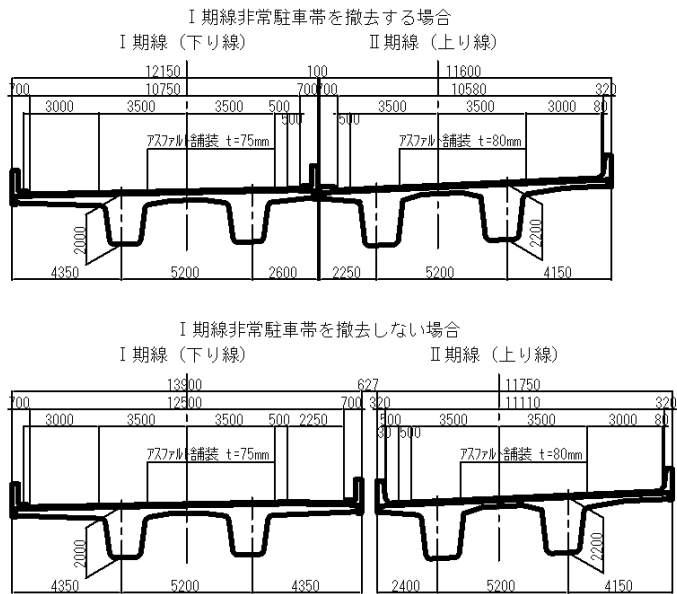 Ⅰ期線非常駐車帯を撤去する場合
Ⅰ期線（下り線） Ⅱ期線（上り線）
12150 100 11600
700 10750 700 700 10580 320
3000 3500 3500 500 3500 3500 3000 80
500 500
ｱｽﾌｧﾙﾄ舗装 t=75mm ｱｽﾌｧﾙﾄ舗装 t=80mm
2000 2200
4350 5200 2600 2250 5200 4150
Ⅰ期線非常駐車帯を撤去しない場合
Ⅰ期線（下り線） Ⅱ期線（上り線）
13900 627 11750
700 12500 700 320 11110 320
3000 3500 3500 500 2250 500 3500 3500 3000 80
30 500
ｱｽﾌｧﾙﾄ舗装 t=75mm ｱｽﾌｧﾙﾄ舗装 t=80mm
2000 2200
4350 5200 4350 2400 5200 4150